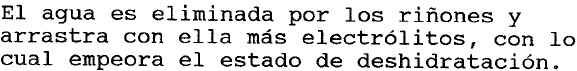 El agua es eliminada por los riñones y
arrastra con ella más electrólitos, con lo
cual empeora el estado de deshidratación.